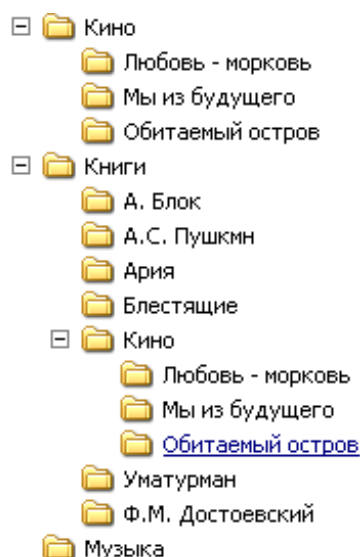 Кино
Любовь - морковь
Мы из будущего
Обитаемый остров
Книги
А. Блок
А.С. Пушкмн
Ария
Блестящие
Кино
Любовь - морковь
Мы из будущего
Обитаемый остров
Уматурман
Ф.М. Достоевский
Музыка